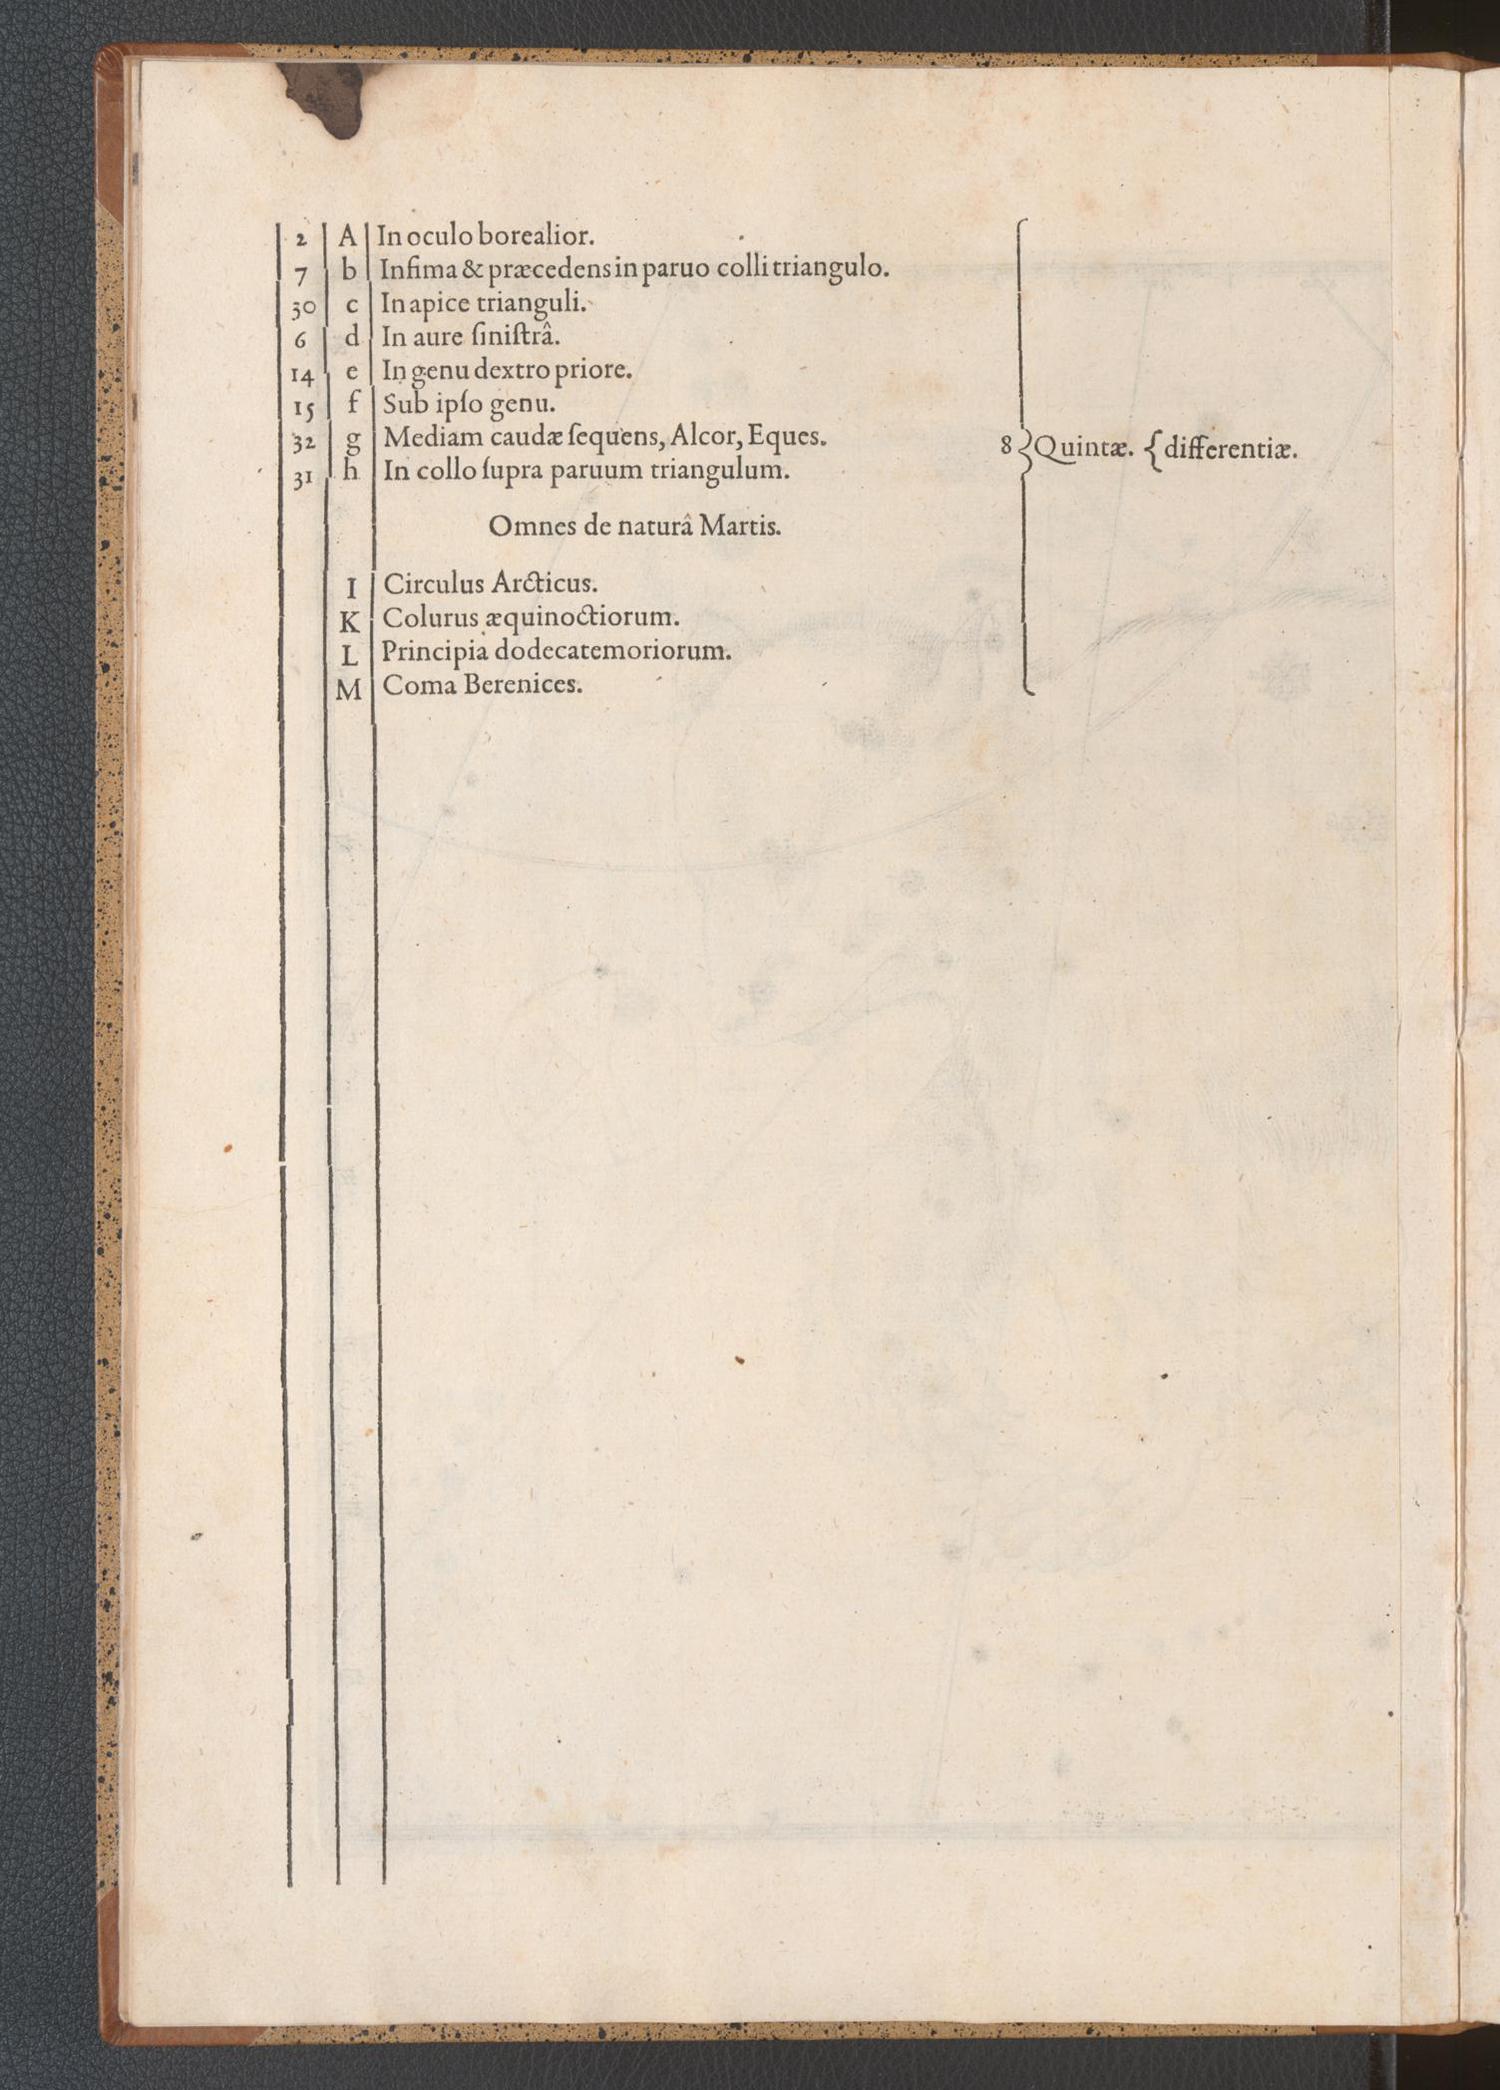 2 A In oculo borealior.
7 b Infima & præcedens in paruo colli triangulo.
30 c In apice trianguli.
6 d In aure ſiniſtrâ.
14 e In genu dextro priore.
15 f Sub ipſo genu.
32 g Mediam caudæ ſequens, Alcor, Eques.
8 } Quintæ. { differentiæ.
31 h In collo ſupra paruum triangulum.
Omnes de naturâ Martis.
I Circulus Arcticus.
K Colurus æquinoctiorum.
L Principia dodecatemoriorum.
M Coma Berenices.